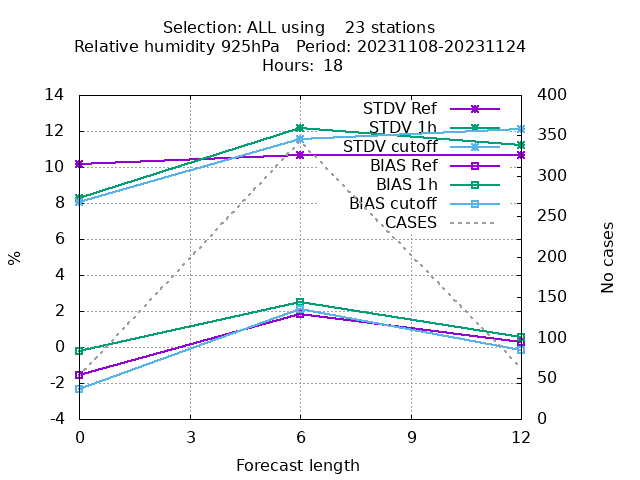 Selection: ALL using    23 stations
Relative humidity 925hPa   Period: 20231108-20231124
Hours: 18
14
12
10
8
6
4
2
0
-2
-4
%
400
350
300
250
200
150
100
50
0
No cases
STDV Ref
STDV 1h
STDV cutoff
BIAS Ref
BIAS 1h
BIAS cutoff
CASES
0 3 6 9 12
Forecast length